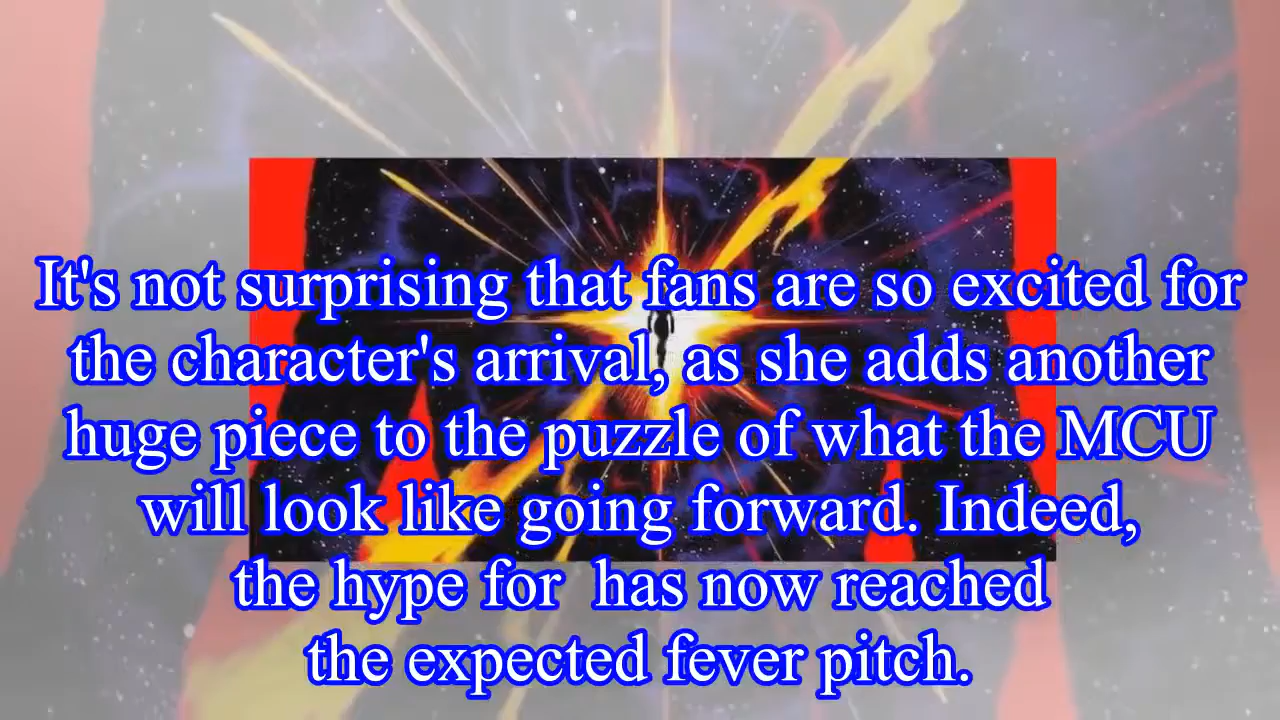 It's not surprising that fans are so excited for
the character's arrival, as she adds another
huge piece to the puzzle of what the MCU
will look like going forward. Indeed,
the hype for  has now reached
the expected fever pitch.